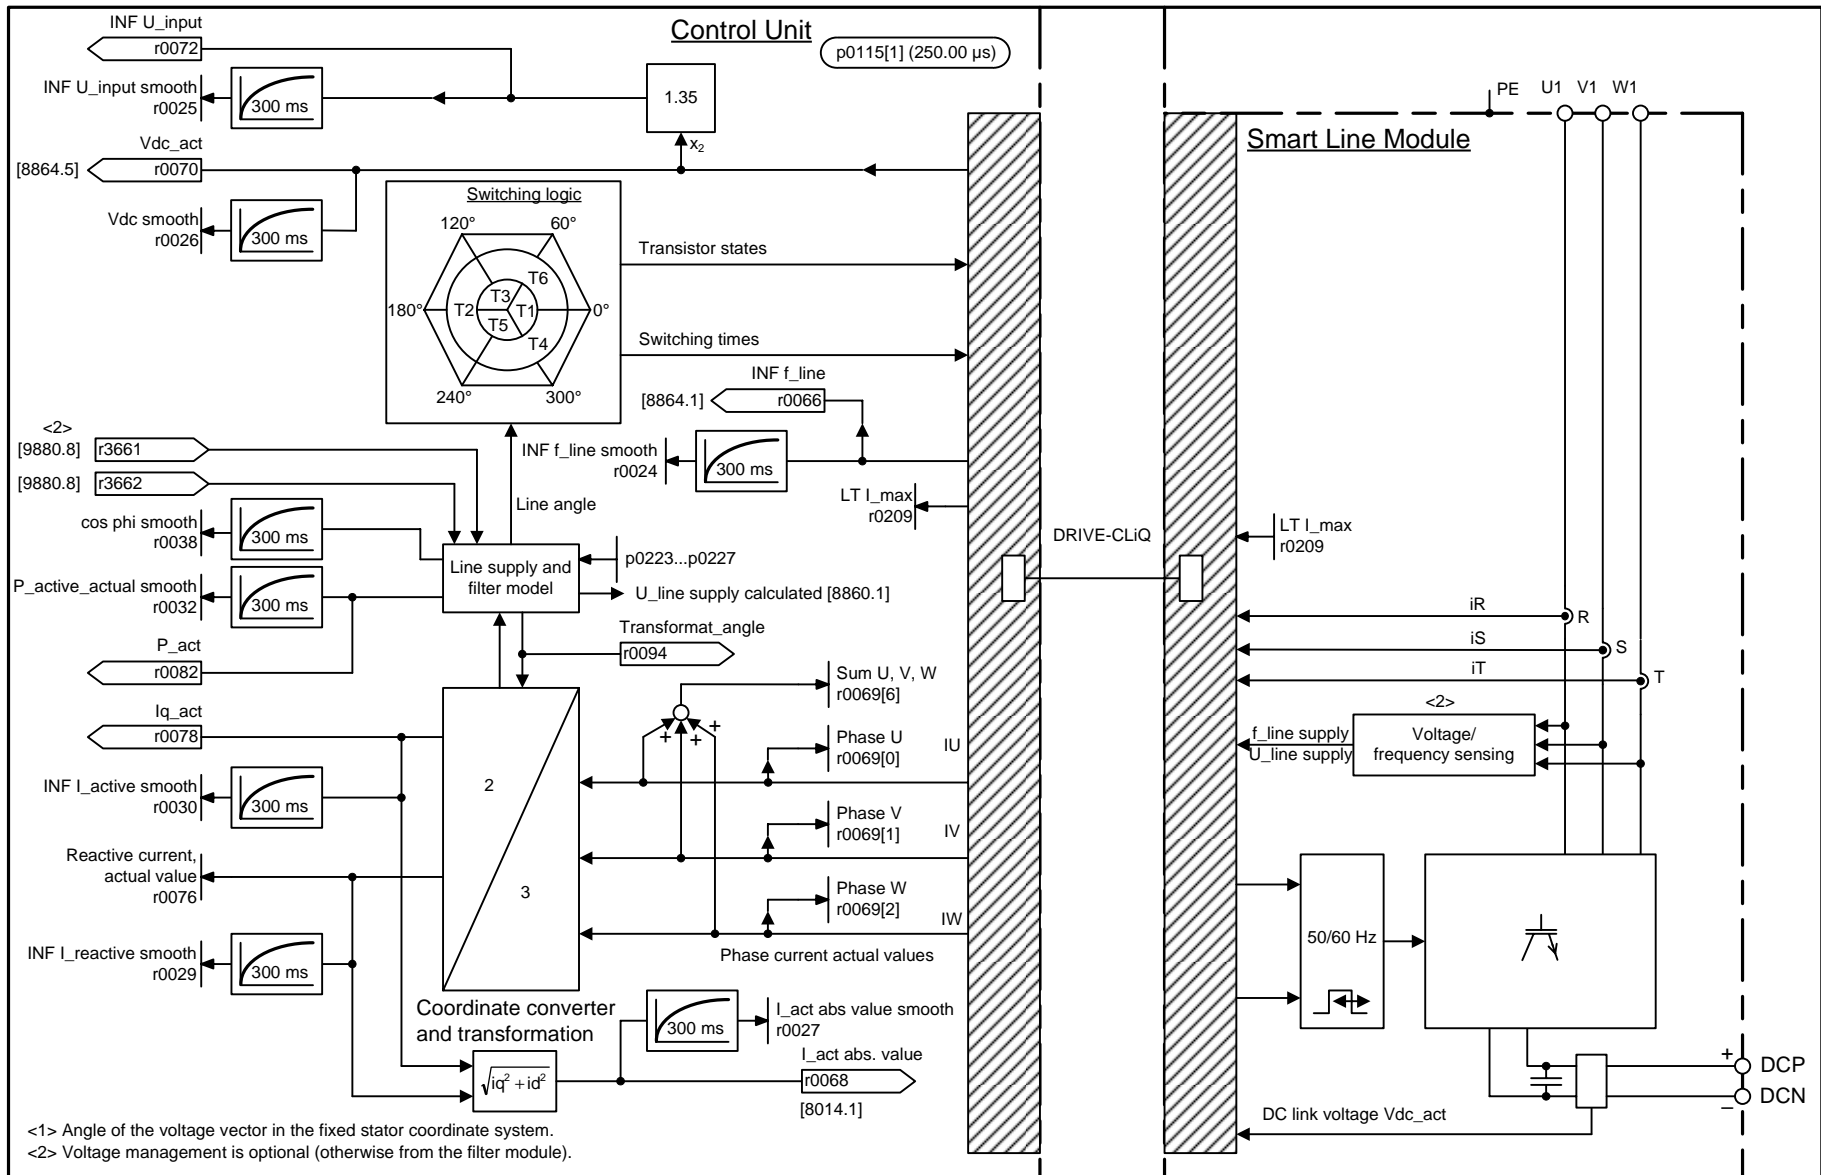 INF U_input
r0072
Control Unit
p0115[1] (250.00 µs)
INF U_input smooth
r0025
300 ms
1.35
x2
Vdc_act
[8864.5]
r0070
Vdc smooth
r0026
300 ms
Switching logic
120°
60°
180°
0°
240°
300°
T6
T3
T2
T1
T5
T4
Transistor states
Switching times
INF f_line
[8864.1]
r0066
INF f_line smooth
r0024
300 ms
LT I_max
r0209
<2>
[9880.8]
r3661
[9880.8]
r3662
Line angle
cos phi smooth
r0038
300 ms
Line supply and
filter model
p0223...p0227
U_line supply calculated [8860.1]
P_active_actual smooth
r0032
300 ms
P_act
r0082
Transformat_angle
r0094
Iq_act
r0078
INF I_active smooth
r0030
300 ms
Reactive current,
actual value
r0076
INF I_reactive smooth
r0029
300 ms
2
3
Coordinate converter
and transformation
Sum U, V, W
r0069[6]
+
+
+
Phase U
r0069[0]
IU
Phase V
r0069[1]
IV
Phase W
r0069[2]
IW
Phase current actual values
300 ms
I_act abs value smooth
r0027
√iq² + id²
I_act abs. value
r0068
[8014.1]
<1> Angle of the voltage vector in the fixed stator coordinate system.
<2> Voltage management is optional (otherwise from the filter module).
DRIVE-CLiQ
PE
U1
V1
W1
Smart Line Module
LT I_max
r0209
iR
R
iS
S
iT
T
<2>
f_line supply
U_line supply
Voltage/
frequency sensing
50/60 Hz
+
DCP
−
DCN
DC link voltage Vdc_act